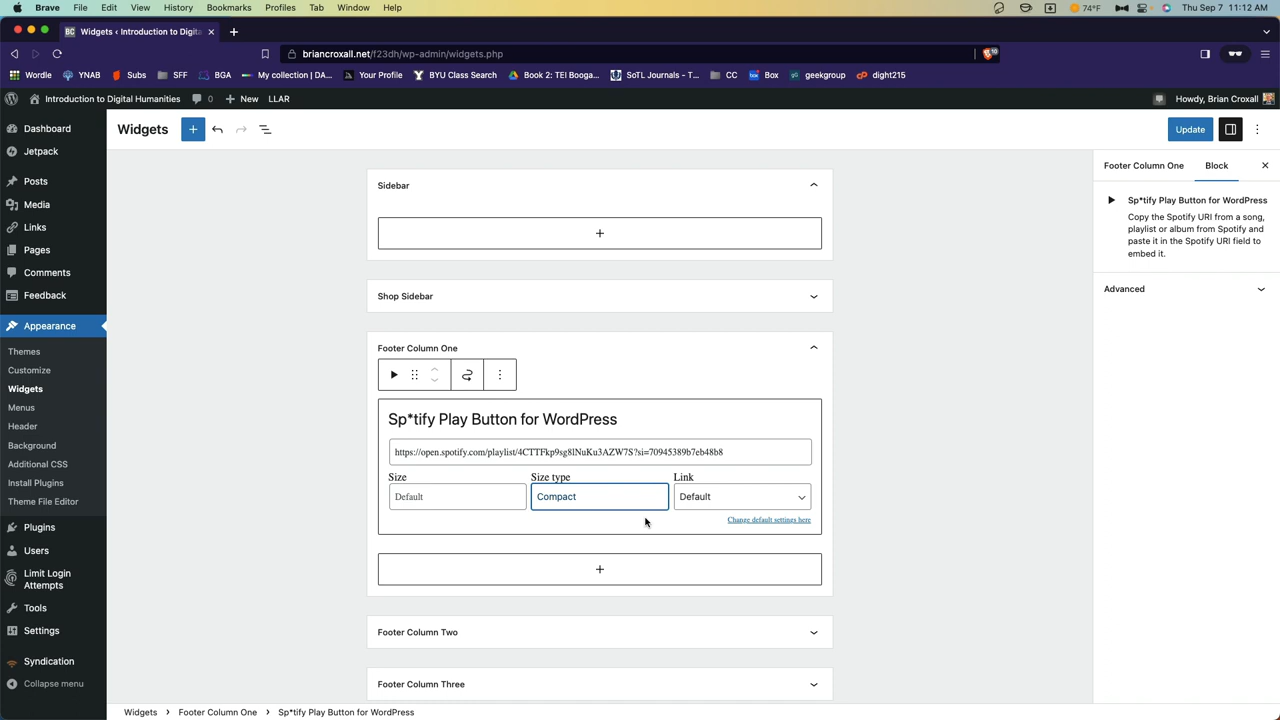 Brave File Edit View History Bookmarks Profiles Tab Window Help 74°F Thu Sep 7 11:12 AM
BC Widgets ‹ Introduction to Digita
briancroxall.net/f23dh/wp-admin/widgets.php 10
Wordle YNAB Subs SFF BGA My collection | DA... Your Profile BYU Class Search Book 2: TEI Booga... SoTL Journals - T... CC Box geekgroup dight215
Introduction to Digital Humanities 0 New LLAR Howdy, Brian Croxall
Dashboard
Jetpack
Posts
Media
Links
Pages
Comments
Feedback
Appearance
Themes
Customize
Widgets
Menus
Header
Background
Additional CSS
Install Plugins
Theme File Editor
Plugins
Users
Limit Login
Attempts
Tools
Settings
Syndication
Collapse menu
Widgets Update
Sidebar
Shop Sidebar
Footer Column One
Sp*tify Play Button for WordPress
https://open.spotify.com/playlist/4CTTFkp9sg8lNuKu3AZW7S?si=70945389b7eb48b8
Size Size type Link
Default Compact Default
Change default settings here
Footer Column Two
Footer Column Three
Footer Column One Block
Sp*tify Play Button for WordPress
Copy the Spotify URI from a song,
playlist or album from Spotify and
paste it in the Spotify URI field to
embed it.
Advanced
Widgets › Footer Column One › Sp*tify Play Button for WordPress